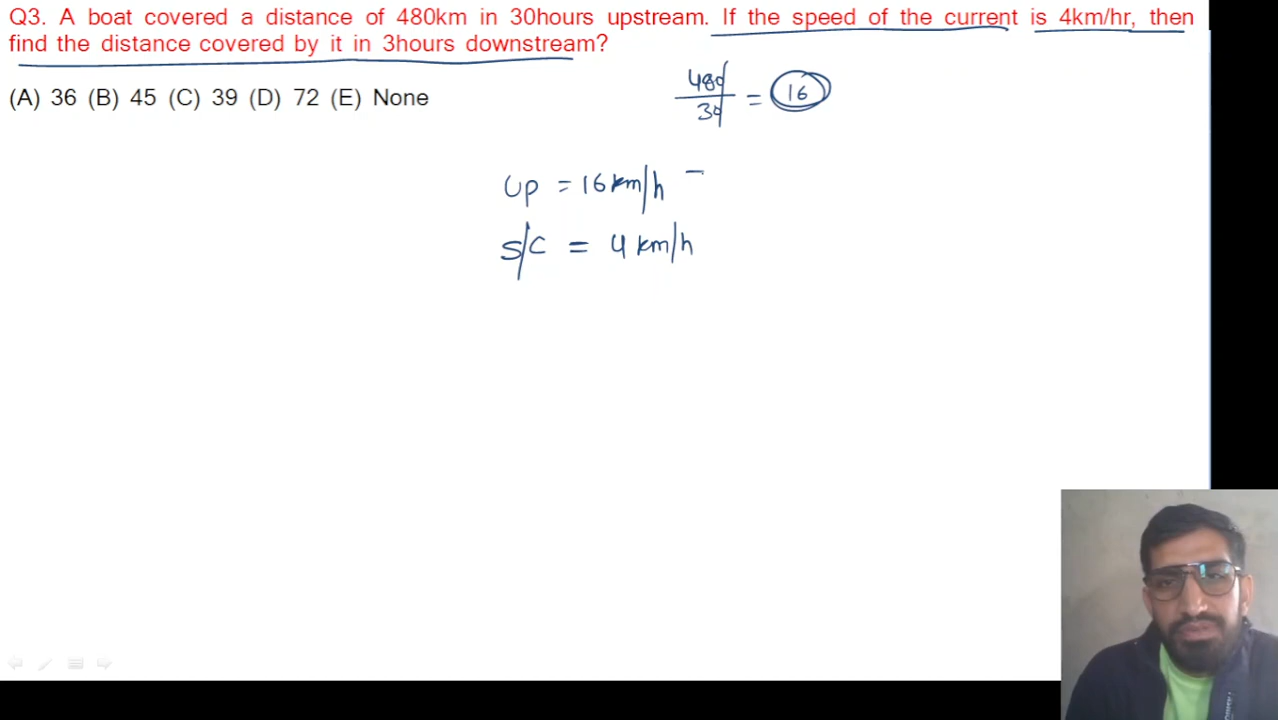 Q3. A boat covered a distance of 480km in 30hours upstream. If the speed of the current is 4km/hr, then
find the distance covered by it in 3hours downstream?
(A) 36 (B) 45 (C) 39 (D) 72 (E) None
480/30 = 16
UP = 16 km/h -
S/C = 4 km/h